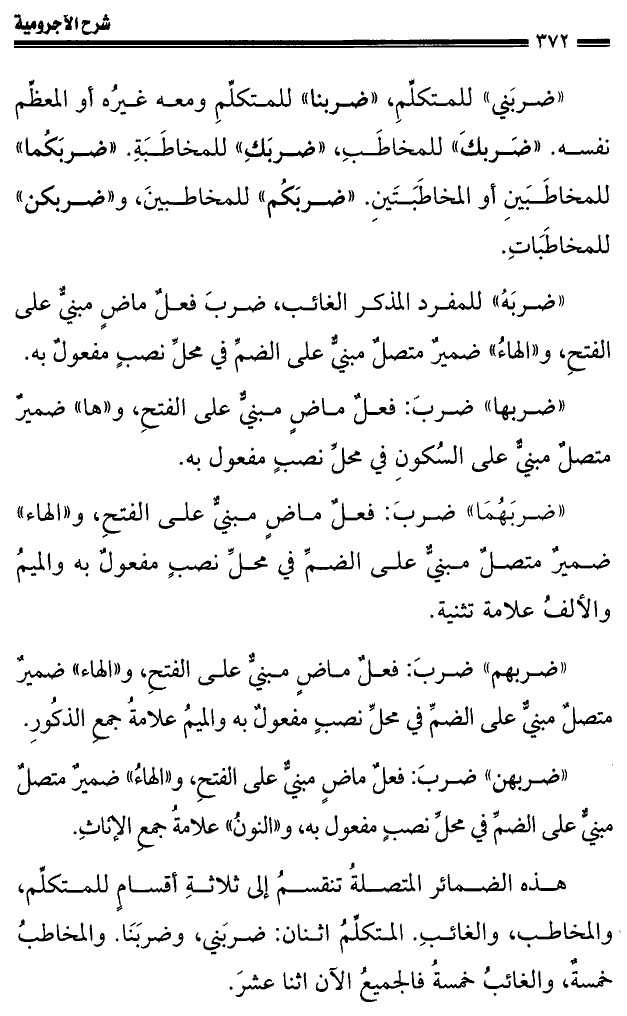 شرح الآجرومية
٣٧٢
«ضربَني» للمتكلِّمِ، «ضربنا» للمتكلِّمِ ومعه غيرُه أو المعظِّم
نفسه. «ضَربكَ» للمخاطَبِ، «ضربَكِ» للمخاطبَةِ. «ضربَكُما»
للمخاطَبَينِ أو المخاطَبَتَينِ. «ضربَكُم» للمخاطبينَ، و«ضربكن»
للمخاطَبَاتِ.
«ضربَهُ» للمفرد المذكر الغائب، ضربَ فعلٌ ماضٍ مبنيٌّ على
الفتحِ، و«الهاءُ» ضميرٌ متصلٌ مبنيٌّ على الضمِّ في محلِّ نصبٍ مفعولٌ به.
«ضربها» ضربَ: فعلٌ ماضٍ مبنيٌّ على الفتحِ، و«ها» ضميرٌ
متصلٌ مبنيٌّ على السُكونِ في محلِّ نصبٍ مفعول به.
«ضربَهُمَا» ضربَ: فعلٌ ماضٍ مبنيٌّ على الفتحِ، و«الهاء»
ضميرٌ متصلٌ مبنيٌّ على الضمِّ في محلِّ نصبٍ مفعولٌ به والميمُ
والألفُ علامة تثنية.
«ضربهم» ضربَ: فعلٌ ماضٍ مبنيٌّ على الفتحِ، و«الهاء» ضميرٌ
متصلٌ مبنيٌّ على الضمِّ في محلِّ نصبٍ مفعولٌ به والميمُ علامةُ جمعِ الذكورِ.
«ضربهن» ضربَ: فعلٌ ماضٍ مبنيٌّ على الفتحِ، و«الهاءُ» ضميرٌ متصلٌ
مبنيٌّ على الضمِّ في محلِّ نصبٍ مفعول به، و«النونُ» علامةُ جمعِ الإناثِ.
هذه الضمائر المتصلةُ تنقسمُ إلى ثلاثةِ أقسامٍ للمتكلِّم،
والمخاطب، والغائبِ. المتكلِّمُ اثنان: ضربَني، وضربَنَا. والمخاطبُ
خمسةٌ، والغائبُ خمسةُ فالجميعُ الآن اثنا عشرَ.